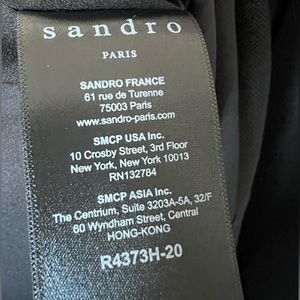 sandro
PARIS
SANDRO FRANCE
61 rue de Turenne
75003 Paris
www.sandro-paris.com
SMCP USA Inc.
10 Crosby Street, 3rd Floor
New York, New York 10013
RN132784
SMCP ASIA Inc.
The Centrium, Suite 3203A-5A, 32/F
60 Wyndham Street, Central
HONG-KONG
R4373H-20